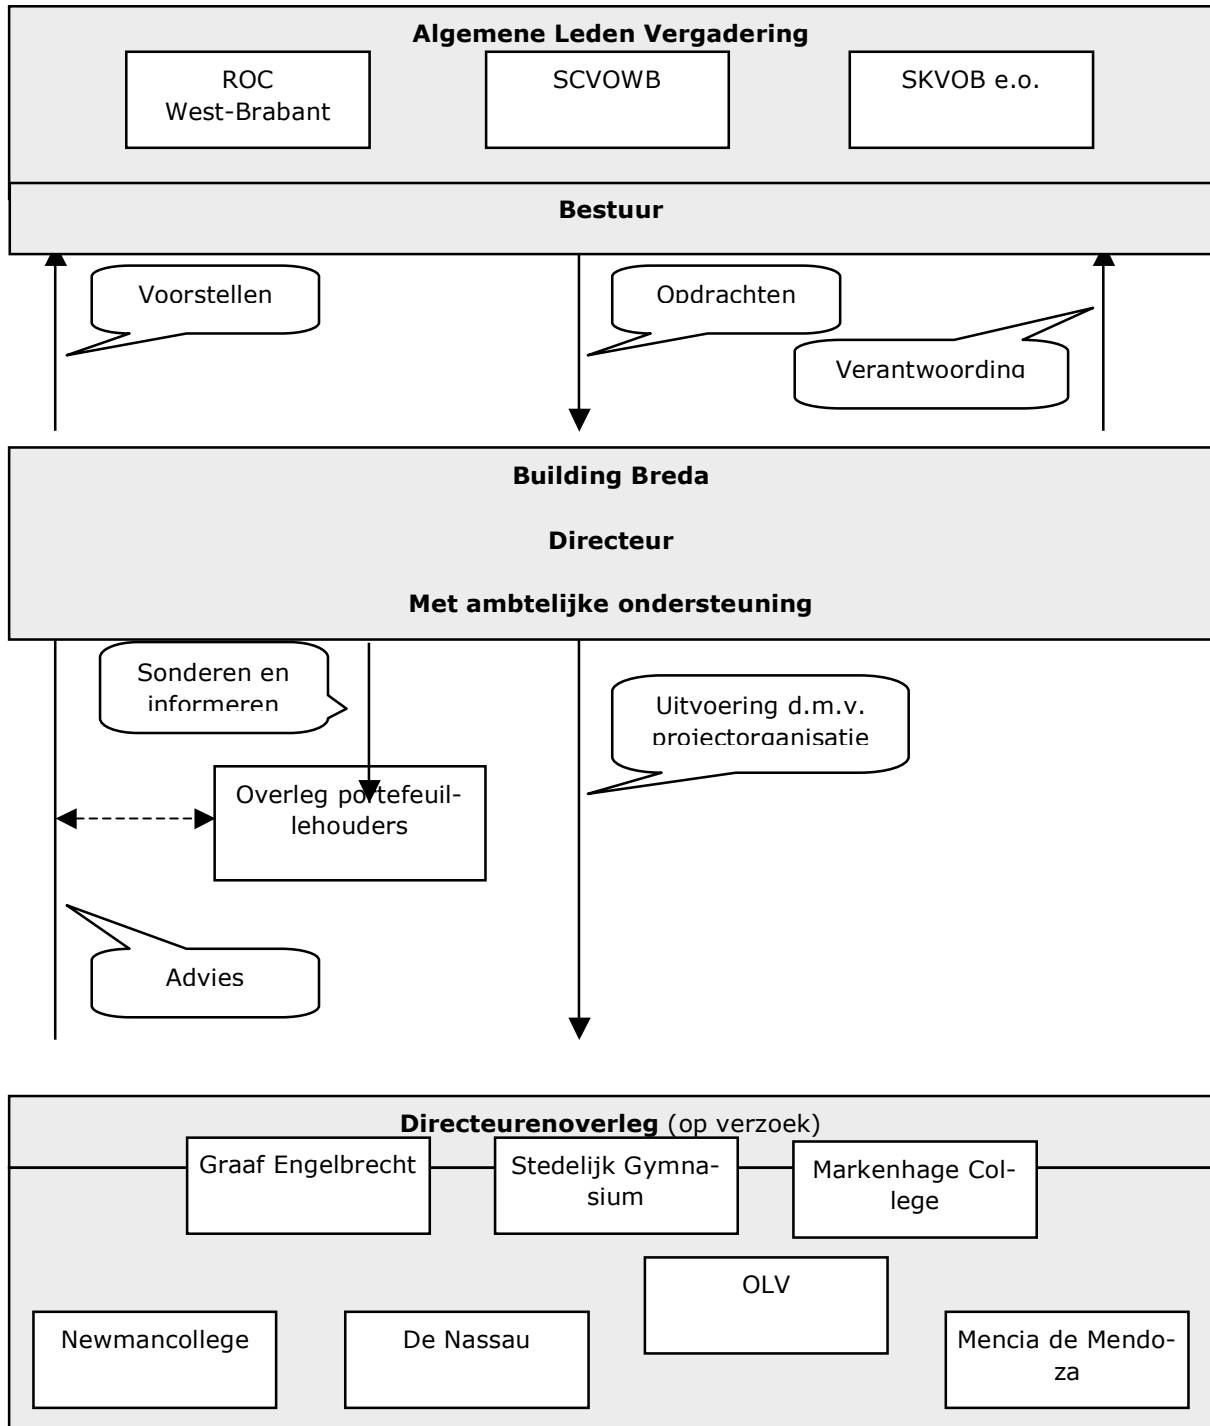 Algemene Leden Vergadering
ROC
West-Brabant
SCVOWB
SKVOB e.o.
Bestuur
Voorstellen
Opdrachten
Verantwoording
Building Breda
Directeur
Met ambtelijke ondersteuning
Sonderen en
informeren
Uitvoering d.m.v.
projectorganisatie
Overleg portefeuil-
lehouders
Advies
Directeurenoverleg (op verzoek)
Graaf Engelbrecht
Stedelijk Gymna-
sium
Markenhage Col-
lege
OLV
Newmancollege
De Nassau
Mencia de Mendo-
za